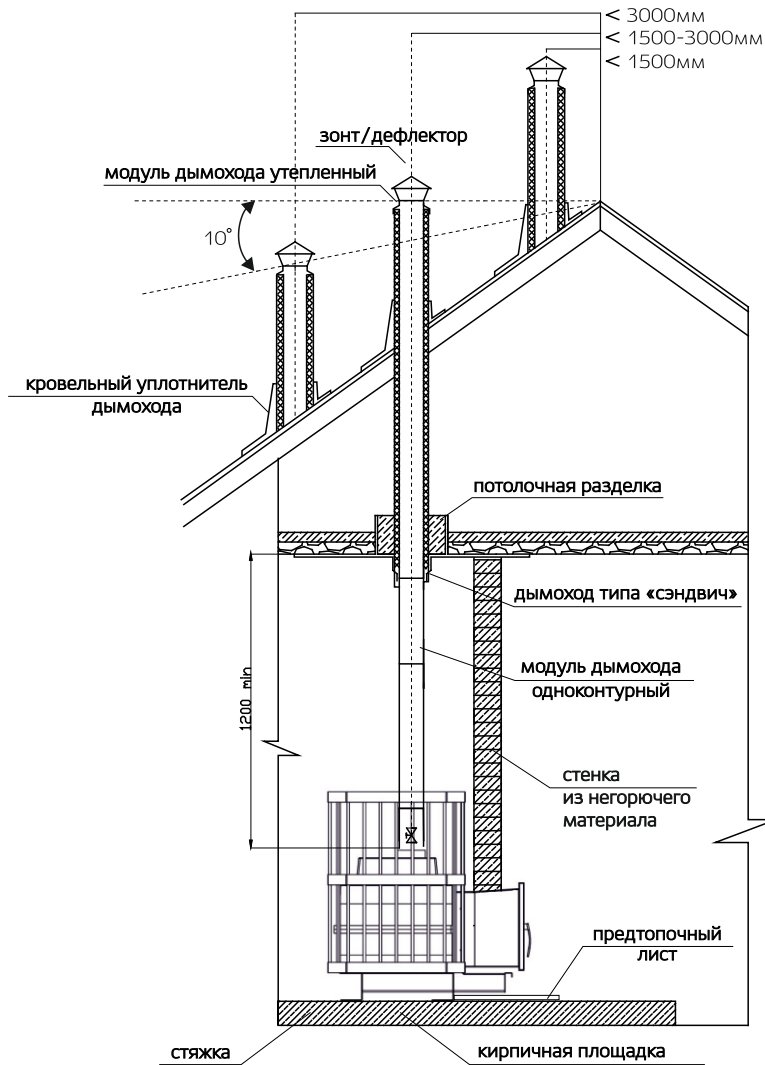 < 3000мм
< 1500-3000мм
< 1500мм
зонт/дефлектор
модуль дымохода утепленный
10°
кровельный уплотнитель
дымохода
потолочная разделка
дымоход типа «сэндвич»
модуль дымохода
одноконтурный
1200 min
стенка
из негорючего
материала
предтопочный
лист
стяжка
кирпичная площадка